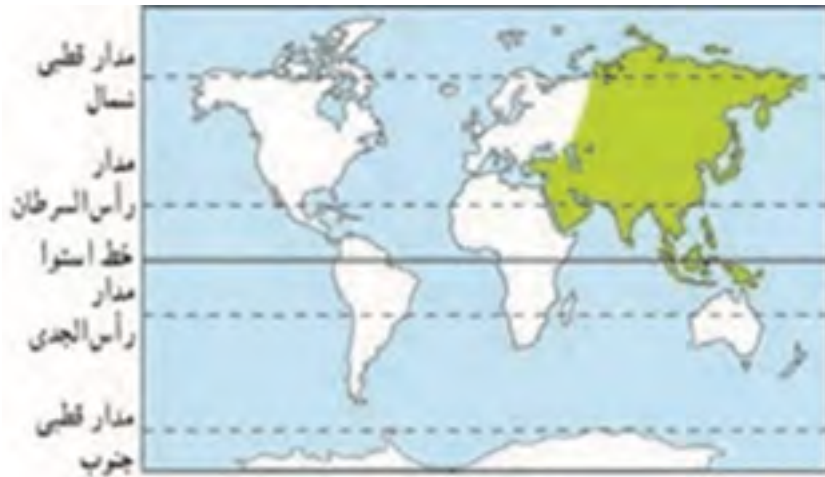 مدار قطبی
شمال
مدار
رأس‌السرطان
خط استوا
مدار
رأس‌الجدی
مدار قطبی
جنوب